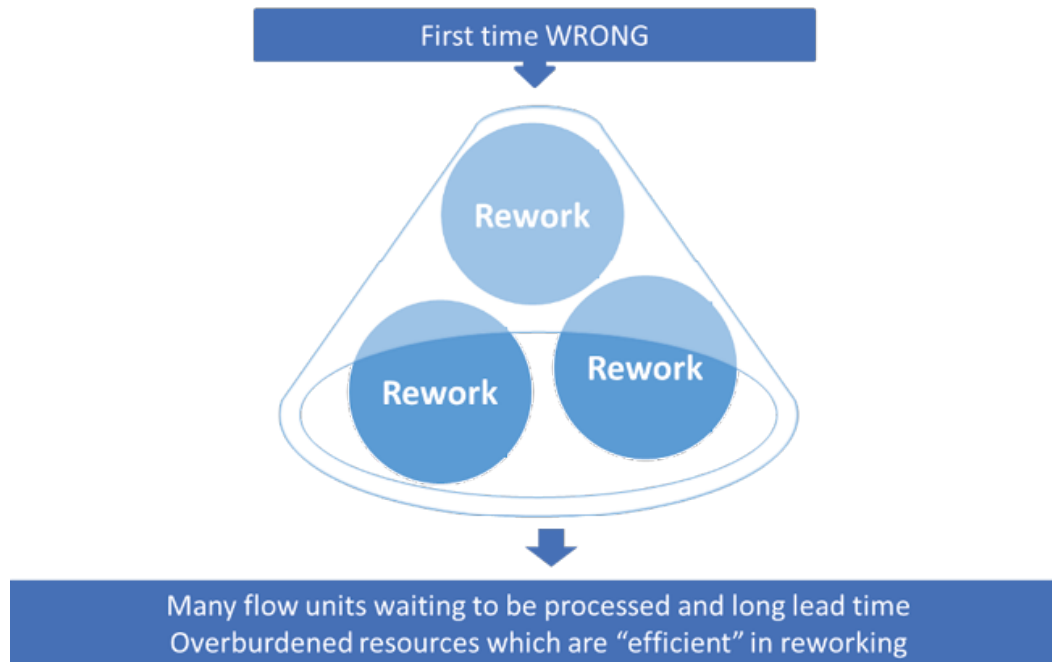 First time WRONG
Rework
Rework
Rework
Many flow units waiting to be processed and long lead time
Overburdened resources which are “efficient” in reworking